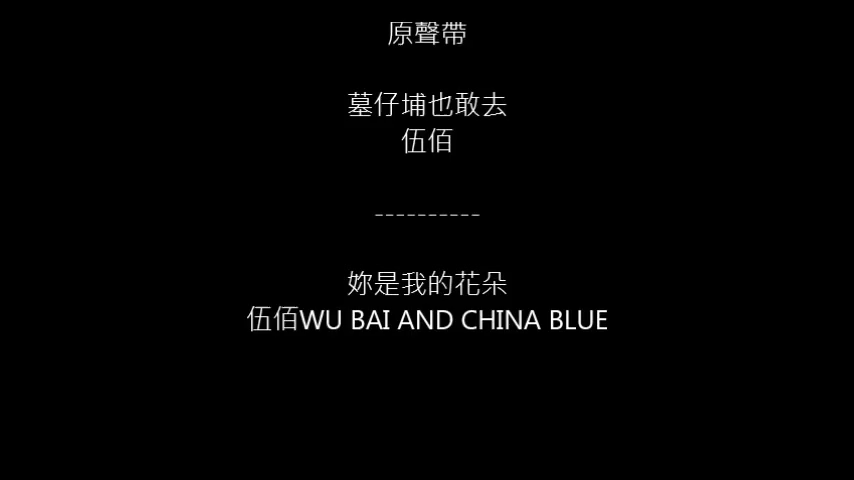 原聲帶
墓仔埔也敢去
伍佰
----------
妳是我的花朵
伍佰WU BAI AND CHINA BLUE